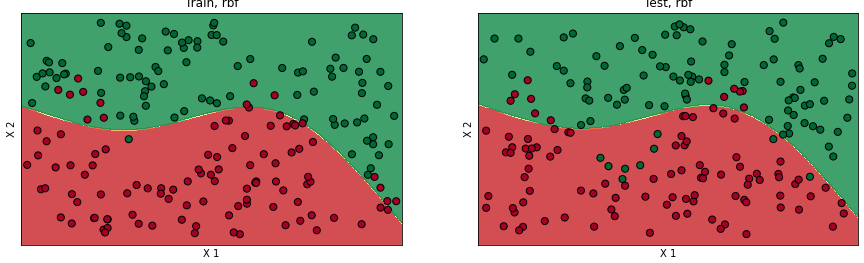 Train, rbf
Test, rbf
X 2
X 1
X 2
X 1